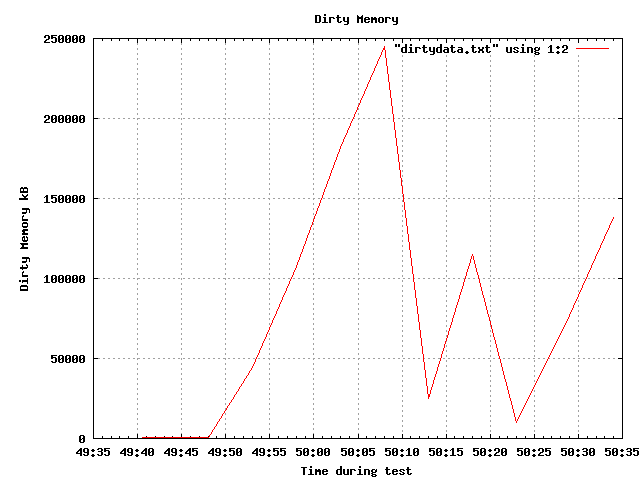 Dirty Memory
"dirtydata.txt" using 1:2
250000
200000
150000
100000
50000
0
Dirty Memory kB
49:35 49:40 49:45 49:50 49:55 50:00 50:05 50:10 50:15 50:20 50:25 50:30 50:35
Time during test